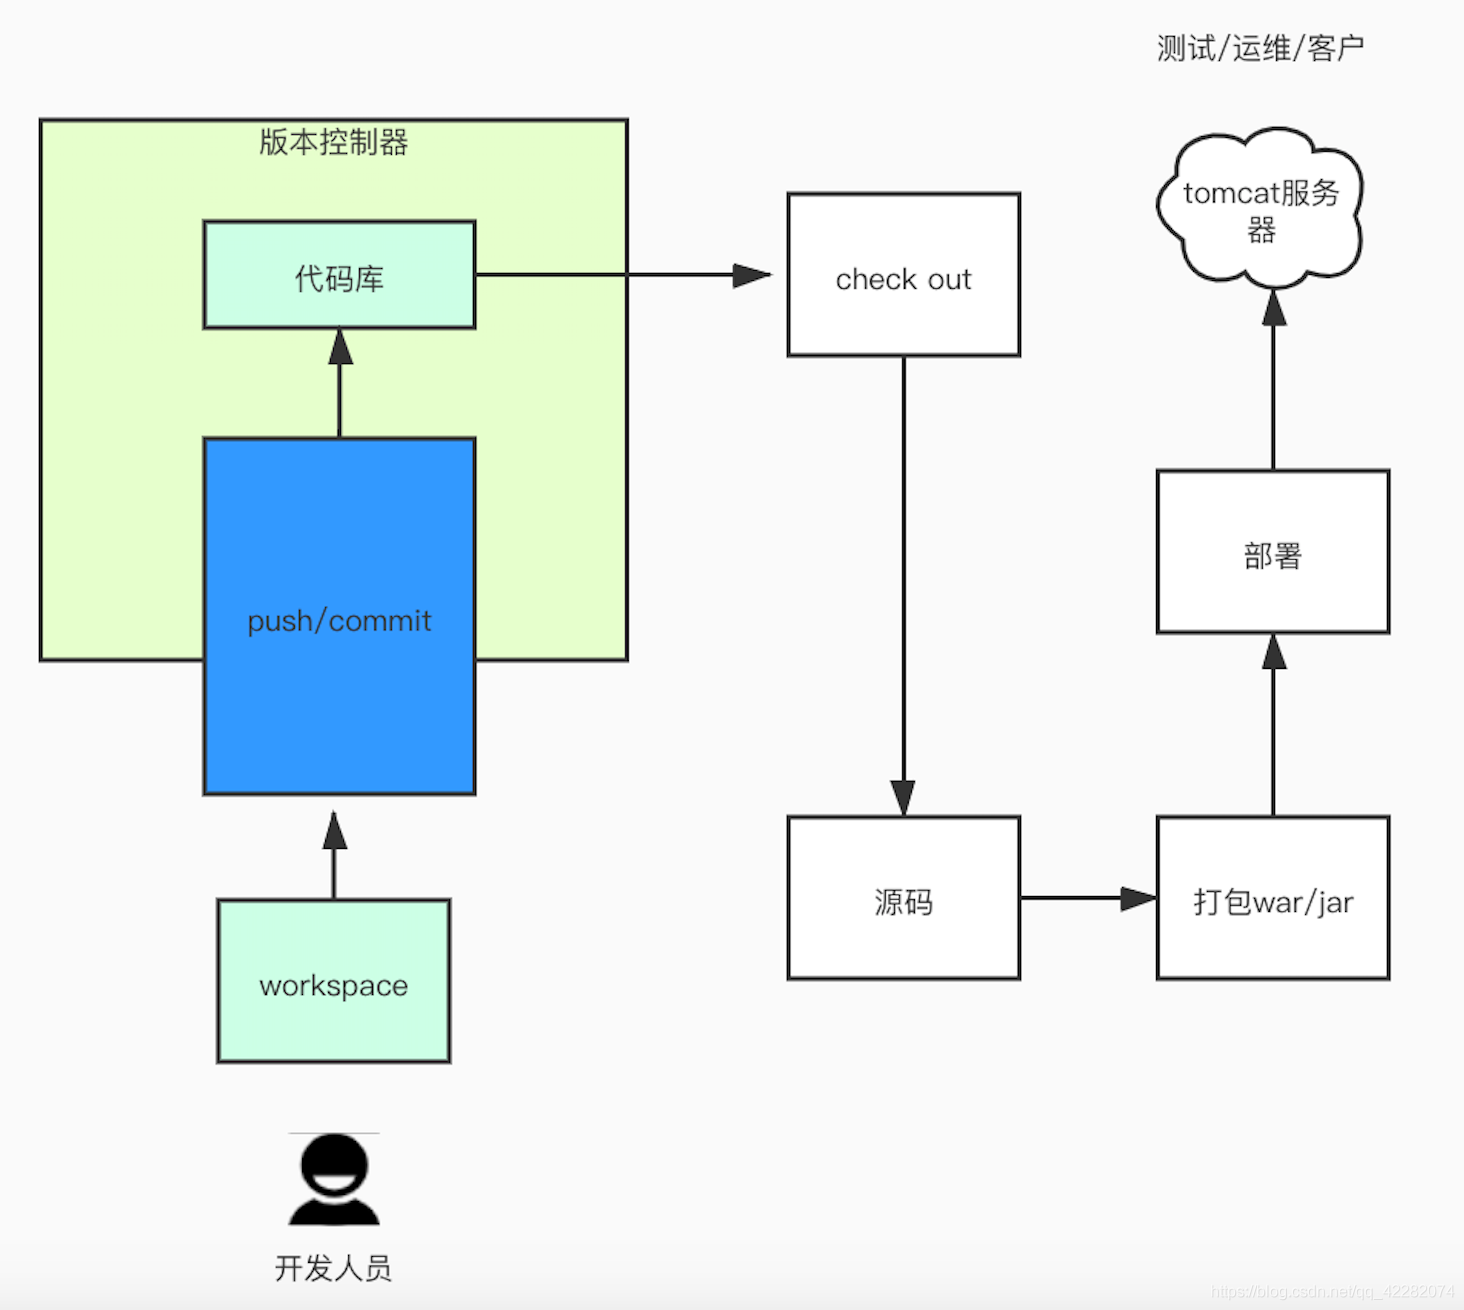 测试/运维/客户
版本控制器
tomcat服务
器
代码库
check out
部署
push/commit
源码
打包war/jar
workspace
开发人员
https://blog.csdn.net/qq_42282074